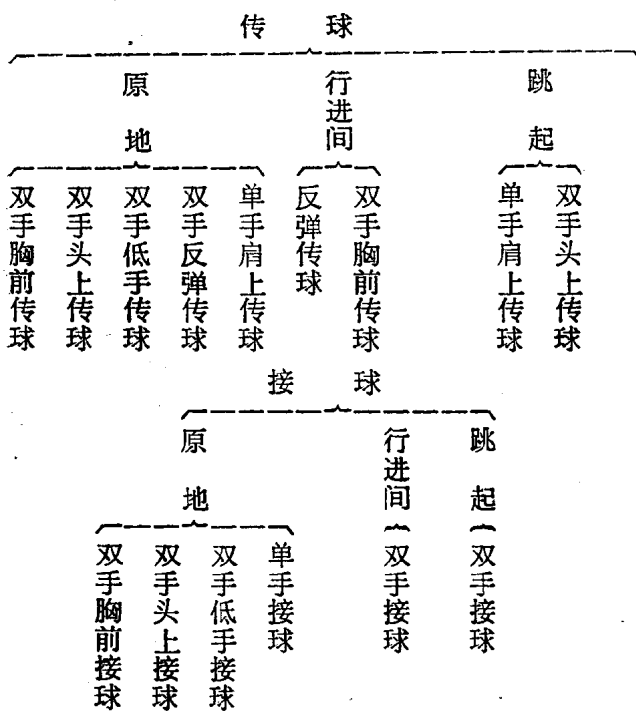 传球
原地
行进间
跳起
双手胸前传球
双手头上传球
双手低手传球
双手反弹传球
单手肩上传球
反弹传球
双手胸前传球
单手肩上传球
双手头上传球
接球
原地
行进间
跳起
双手胸前接球
双手头上接球
双手低手接球
单手接球
双手接球
双手接球